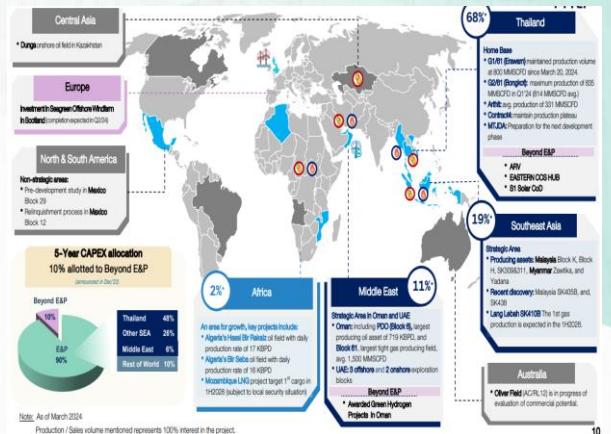 Central Asia
• Dunga onshore oil field in Kazakhstan
Europe
Investment in Seagreen Offshore Windfarm
in Scotland (completion expected in Q2/24)
North & South America
Non-strategic areas:
• Pre-development study in Mexico
Block 29
• Relinquishment process in Mexico
Block 12
5-Year CAPEX allocation
10% allotted to Beyond E&P
(announced in Dec'23)
Beyond E&P
10%
E&P
90%
Thailand 48%
Other SEA 26%
Middle East 6%
Rest of World 10%
2%*
Africa
An area for growth, key projects include:
• Algeria's Hassi Bir Rekaiz oil field with daily
production rate of 17 KBPD
• Algeria's Bir Seba oil field with daily
production rate of 16 KBPD
• Mozambique LNG project target 1st cargo in
1H2028 (subject to local security situation)
Middle East
11%*
Strategic Area in Oman and UAE
• Oman: including PDO (Block 6), largest
producing oil asset of 719 KBPD, and
Block 61, largest tight gas producing field,
avg. 1,500 MMSCFD
• UAE: 3 offshore and 2 onshore exploration
blocks
Beyond E&P
• Awarded Green Hydrogen
Projects In Oman
68%*
Thailand
Home Base
• G1/61 (Erawan) maintained production volume
at 800 MMSCFD since March 20, 2024.
• G2/61 (Bongkot): maximum production of 835
MMSCFD in Q1'24 (814 MMSCFD avg.)
• Arthit: avg. production of 331 MMSCFD
• Contract4: maintain production plateau
• MTJDA: Preparation for the next development
phase
Beyond E&P
• ARV
• EASTERN CCS HUB
• S1 Solar CoD
19%*
Southeast Asia
Strategic Area
• Producing assets: Malaysia Block K, Block
H, SK309&311, Myanmar Zawtika, and
Yadana
• Recent discovery: Malaysia SK405B, and,
SK438
• Lang Lebah SK410B The 1st gas
production is expected in the 1H2028.
Australia
• Oliver Field (AC/RL12) is in progress of
evaluation of commercial potential.
Note: As of March 2024
Production / Sales volume mentioned represents 100% interest in the project.
10